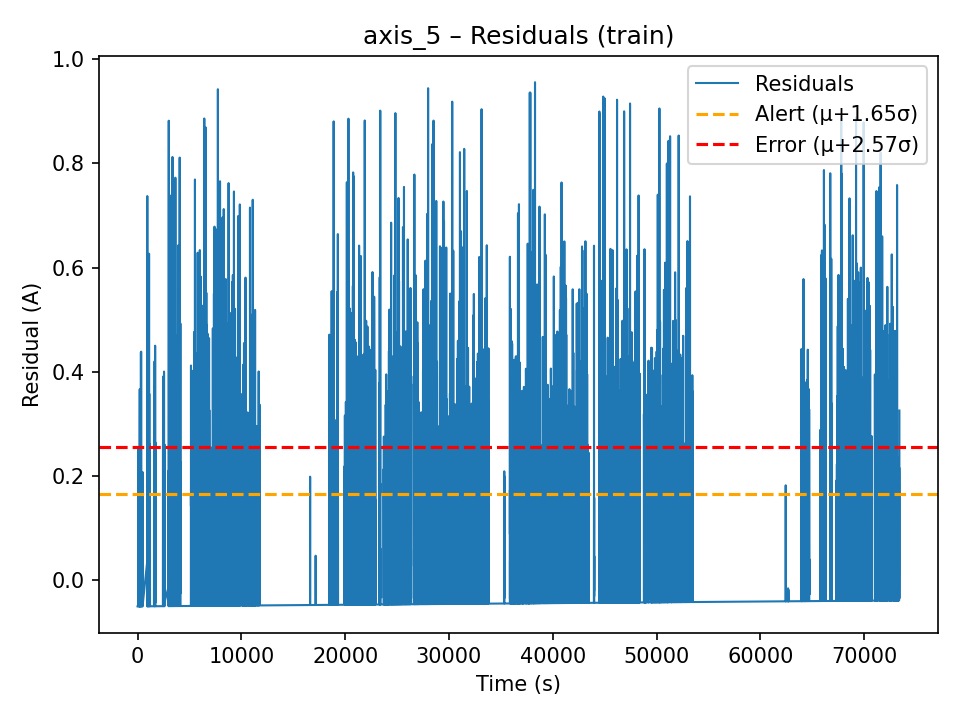 axis_5 – Residuals (train)
1.0
0.8
0.6
0.4
0.2
0.0
Residual (A)
Residuals
Alert (μ+1.65σ)
Error (μ+2.57σ)
0 10000 20000 30000 40000 50000 60000 70000
Time (s)